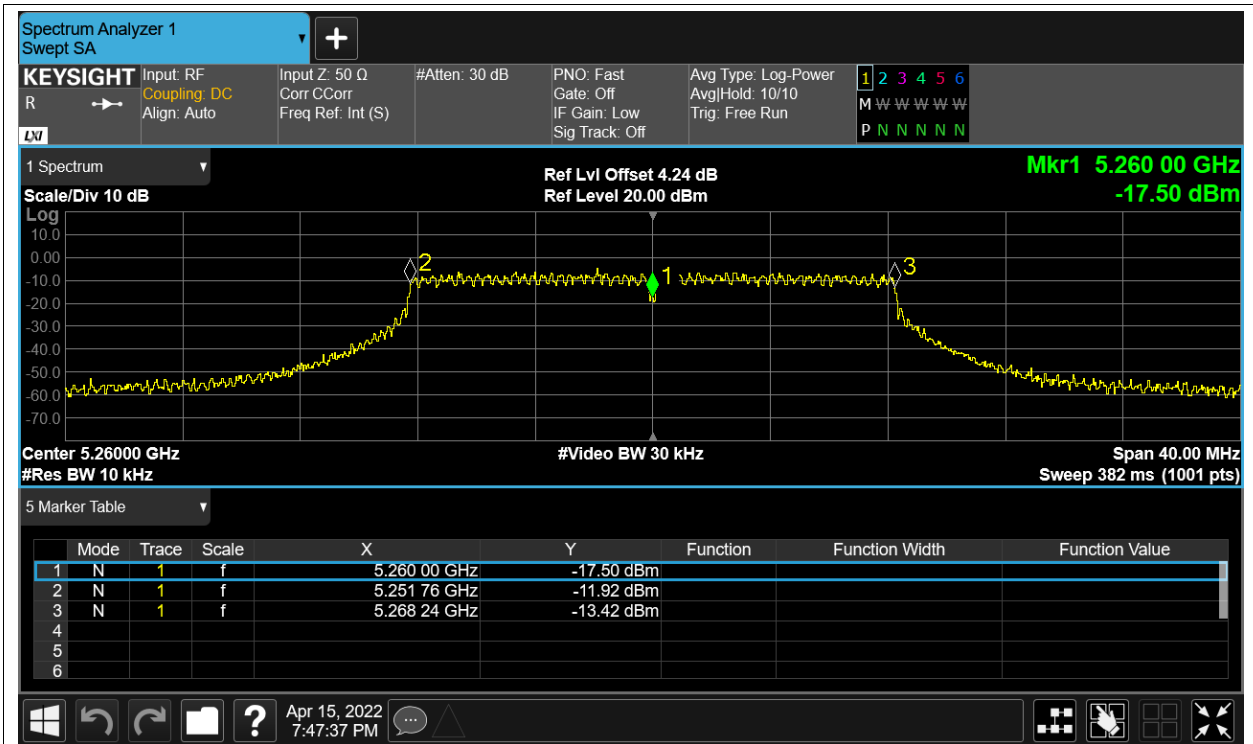 Spectrum Analyzer 1
Swept SA
KEYSIGHT
R
LXI
Input: RF
Coupling: DC
Align: Auto
Input Z: 50 Ω
Corr CCorr
Freq Ref: Int (S)
#Atten: 30 dB
PNO: Fast
Gate: Off
IF Gain: Low
Sig Track: Off
Avg Type: Log-Power
Avg|Hold: 10/10
Trig: Free Run
1 2 3 4 5 6
M W W W W W
P N N N N N
1 Spectrum
Scale/Div 10 dB
Ref Lvl Offset 4.24 dB
Ref Level 20.00 dBm
Mkr1 5.260 00 GHz
-17.50 dBm
Log
10.0
0.00
-10.0
-20.0
-30.0
-40.0
-50.0
-60.0
-70.0
2
1
3
Center 5.26000 GHz
#Video BW 30 kHz
Span 40.00 MHz
#Res BW 10 kHz
Sweep 382 ms (1001 pts)
5 Marker Table
Mode Trace Scale X Y Function Function Width Function Value
1 N 1 f 5.260 00 GHz -17.50 dBm
2 N 1 f 5.251 76 GHz -11.92 dBm
3 N 1 f 5.268 24 GHz -13.42 dBm
4
5
6
?
Apr 15, 2022
7:47:37 PM